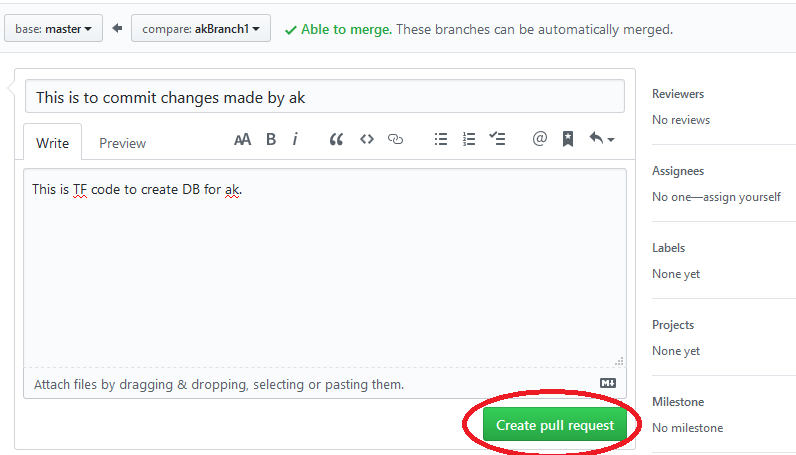 base: master compare: akBranch1 Able to merge. These branches can be automatically merged.
This is to commit changes made by ak
Write Preview AA B i
This is TF code to create DB for ak.
Attach files by dragging & dropping, selecting or pasting them. M
Create pull request
Reviewers
No reviews
Assignees
No one—assign yourself
Labels
None yet
Projects
None yet
Milestone
No milestone